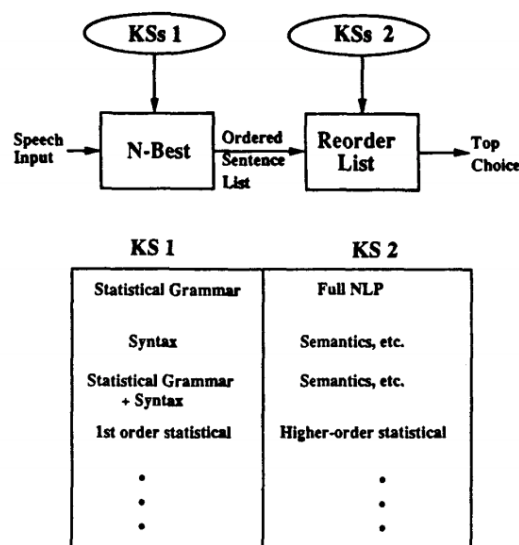 KSs 1
KSs 2
Speech
Input
N-Best
Ordered
Sentence
List
Reorder
List
Top
Choice
KS 1
KS 2
Statistical Grammar
Full NLP
Syntax
Semantics, etc.
Statistical Grammar
+ Syntax
Semantics, etc.
1st order statistical
Higher-order statistical